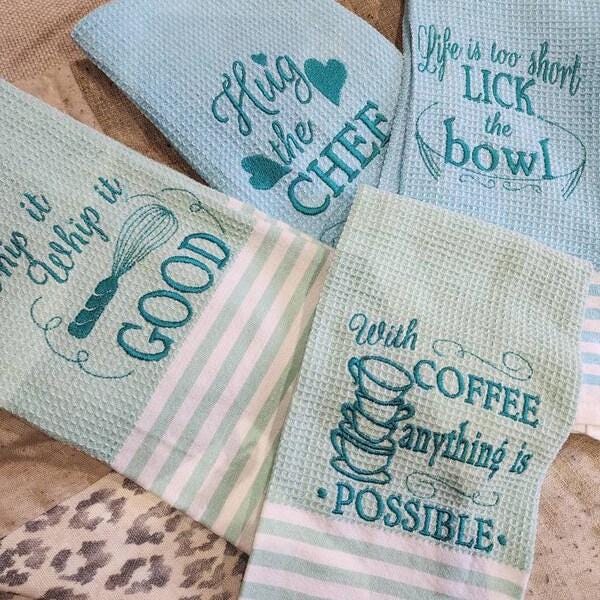 Hug
the
CHEF
Life is too short
LICK
the
bowl
Whip it
GOOD
With
COFFEE
anything is
• POSSIBLE •